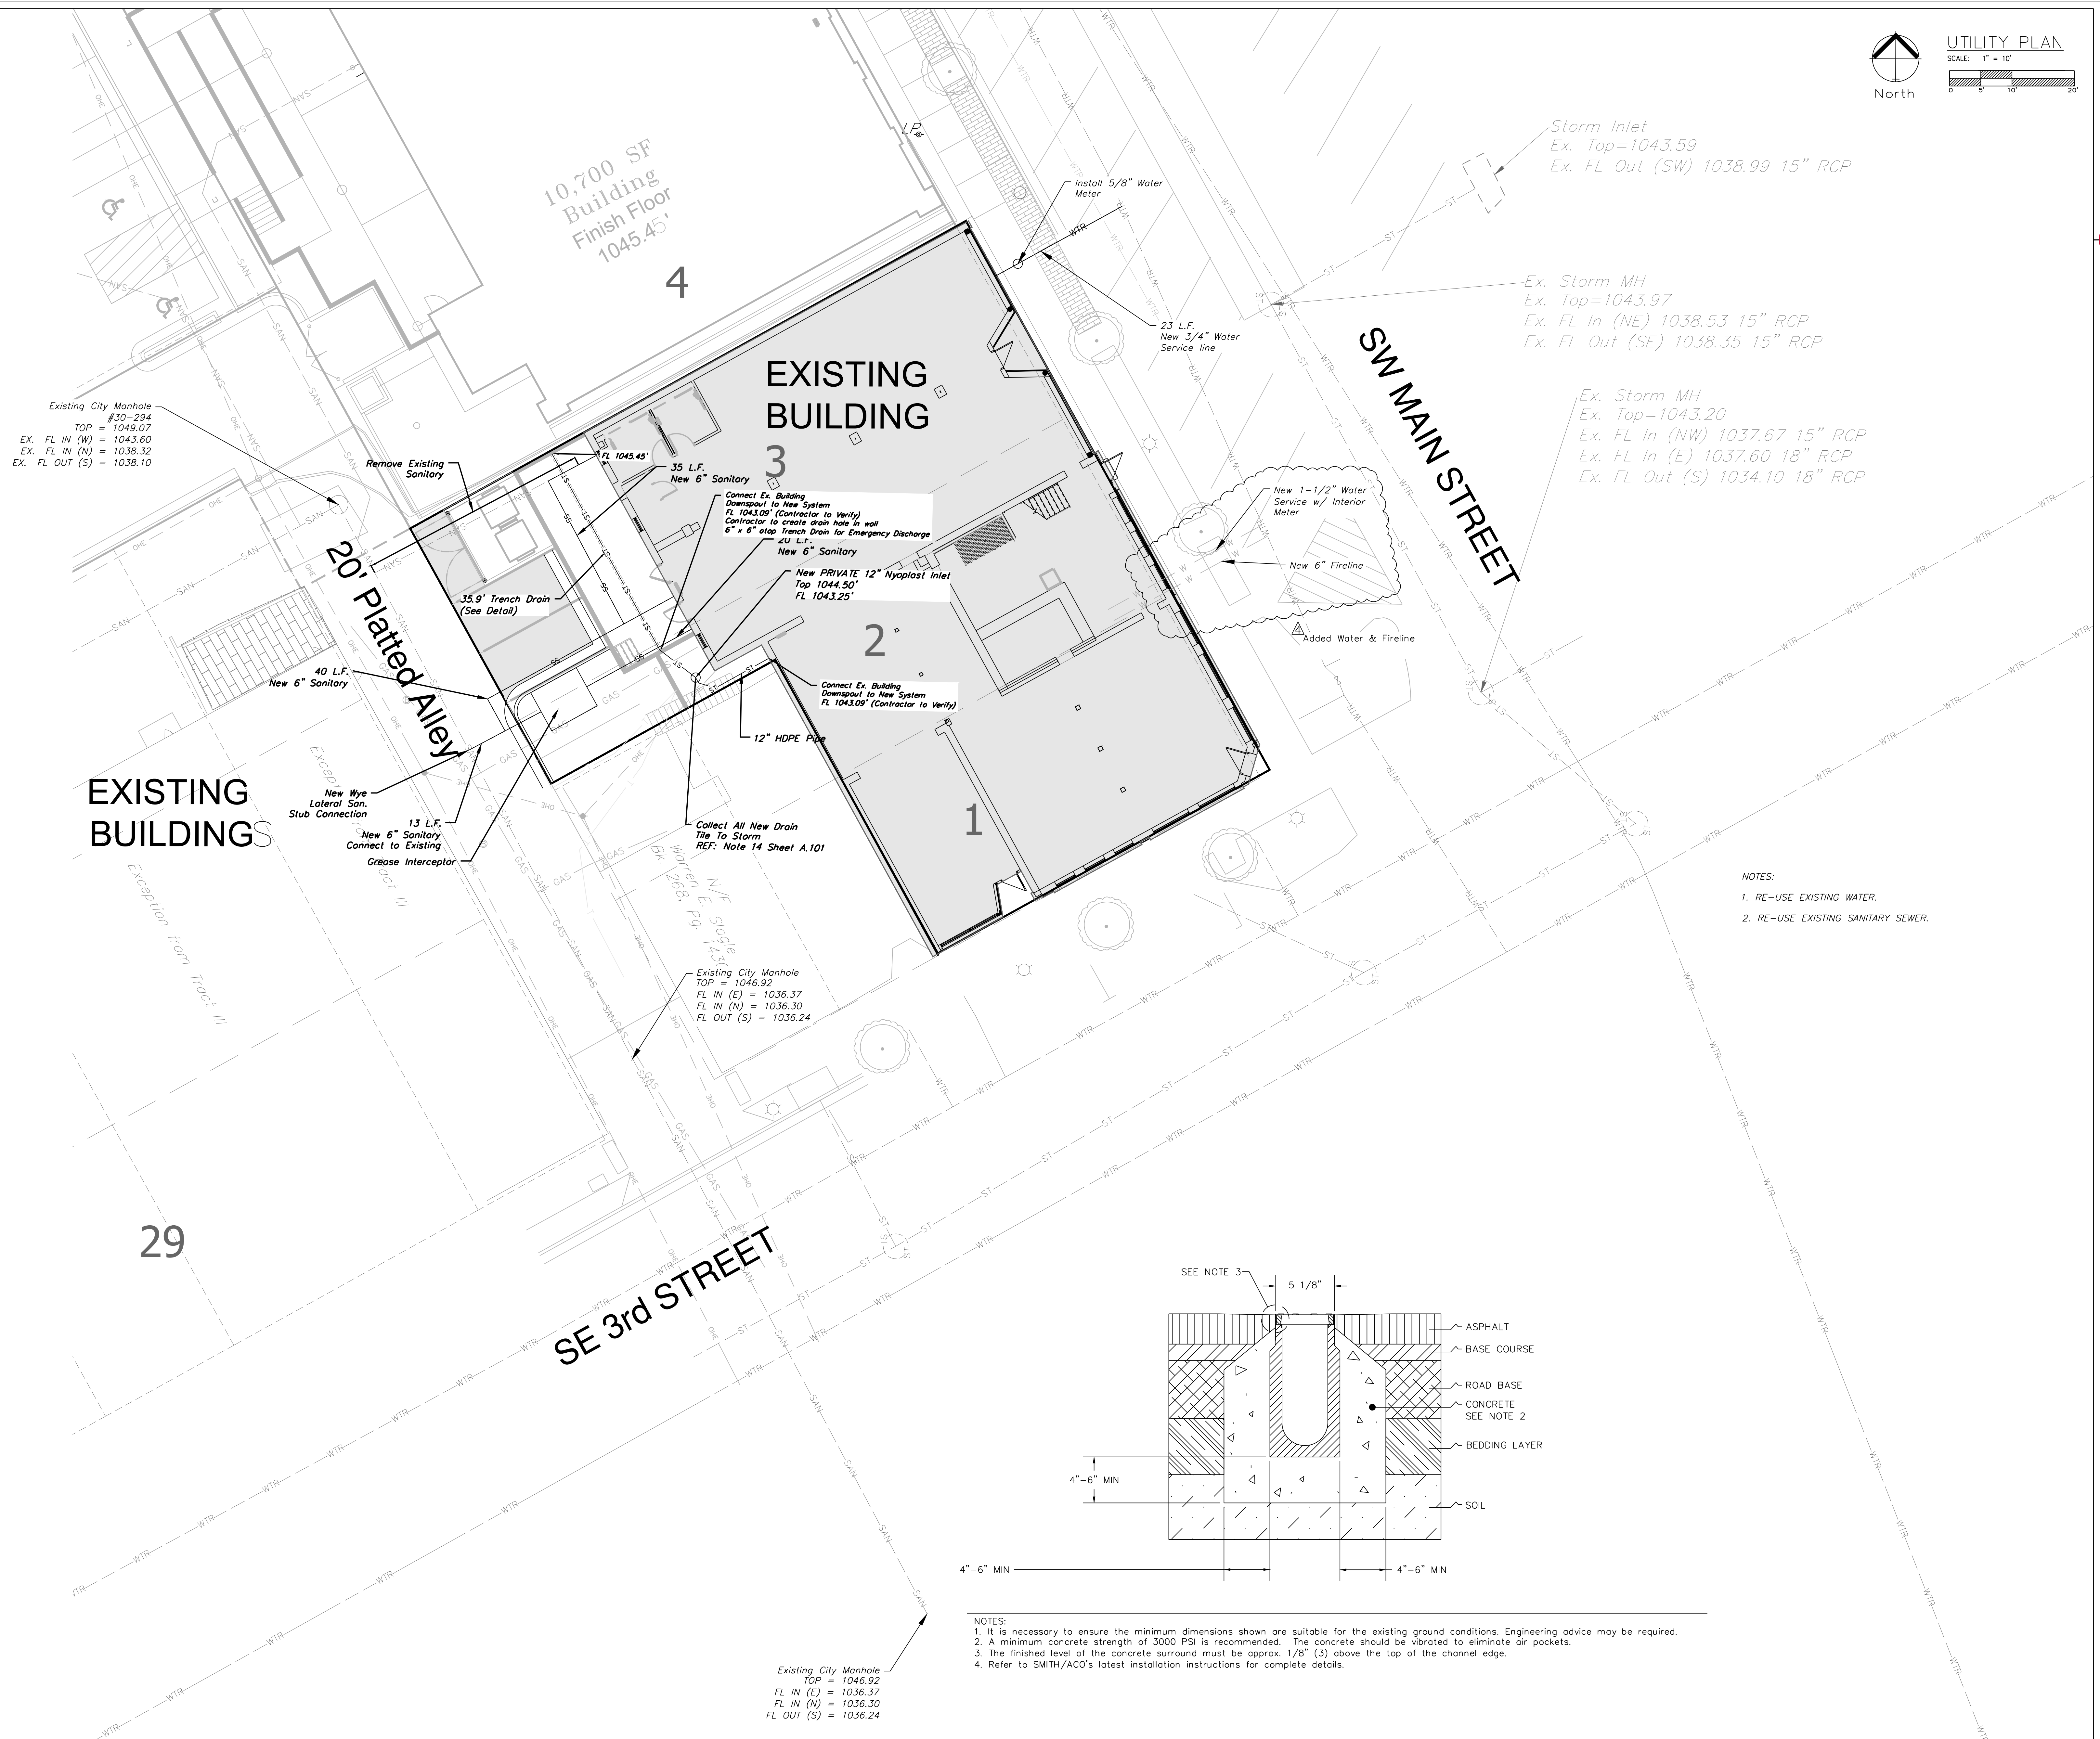 UTILITY PLAN
SCALE: 1" = 10'
0 5' 10' 20'
North
Storm Inlet
Ex. Top=1043.59
Ex. FL Out (SW) 1038.99 15" RCP
Ex. Storm MH
Ex. Top=1043.97
Ex. FL In (NE) 1038.53 15" RCP
Ex. FL Out (SE) 1038.35 15" RCP
Ex. Storm MH
Ex. Top=1043.20
Ex. FL In (NW) 1037.67 15" RCP
Ex. FL In (E) 1037.60 18" RCP
Ex. FL Out (S) 1034.10 18" RCP
10,700 SF
Building
Finish Floor
1045.45'
4
LP
Install 5/8" Water
Meter
23 L.F.
New 3/4" Water
Service line
SW MAIN STREET
EXISTING
BUILDING
3
Existing City Manhole
#30-294
TOP = 1049.07
EX. FL IN (W) = 1043.60
EX. FL IN (N) = 1038.32
EX. FL OUT (S) = 1038.10
Remove Existing
Sanitary
FL 1045.45'
35 L.F.
New 6" Sanitary
Connect Ex. Building
Downspout to New System
FL 1043.09' (Contractor to Verify)
Contractor to create drain hole in wall
6" x 6" atop Trench Drain for Emergency Discharge
20 L.F.
New 6" Sanitary
New PRIVATE 12" Nyoplast Inlet
Top 1044.50'
FL 1043.25'
New 1-1/2" Water
Service w/ Interior
Meter
New 6" Fireline
4
Added Water & Fireline
20' Platted Alley
35.9' Trench Drain
(See Detail)
2
40 L.F.
New 6" Sanitary
Connect Ex. Building
Downspout to New System
FL 1043.09' (Contractor to Verify)
12" HDPE Pipe
EXISTING
BUILDINGS
New Wye
Lateral San.
Stub Connection
13 L.F.
New 6" Sanitary
Connect to Existing
Grease Interceptor
Collect All New Drain
Tile To Storm
REF: Note 14 Sheet A.101
1
Exception from Tract III
Exception from Tract III
N/F
Warren E. Slagle
Bk. 268, Pg. 143
NOTES:
1. RE-USE EXISTING WATER.
2. RE-USE EXISTING SANITARY SEWER.
Existing City Manhole
TOP = 1046.92
FL IN (E) = 1036.37
FL IN (N) = 1036.30
FL OUT (S) = 1036.24
29
SE 3rd STREET
SEE NOTE 3
5 1/8"
ASPHALT
BASE COURSE
ROAD BASE
CONCRETE
SEE NOTE 2
BEDDING LAYER
4"-6" MIN
SOIL
4"-6" MIN
4"-6" MIN
NOTES:
1. It is necessary to ensure the minimum dimensions shown are suitable for the existing ground conditions. Engineering advice may be required.
2. A minimum concrete strength of 3000 PSI is recommended. The concrete should be vibrated to eliminate air pockets.
3. The finished level of the concrete surround must be approx. 1/8" (3) above the top of the channel edge.
4. Refer to SMITH/ACO's latest installation instructions for complete details.
Existing City Manhole
TOP = 1046.92
FL IN (E) = 1036.37
FL IN (N) = 1036.30
FL OUT (S) = 1036.24